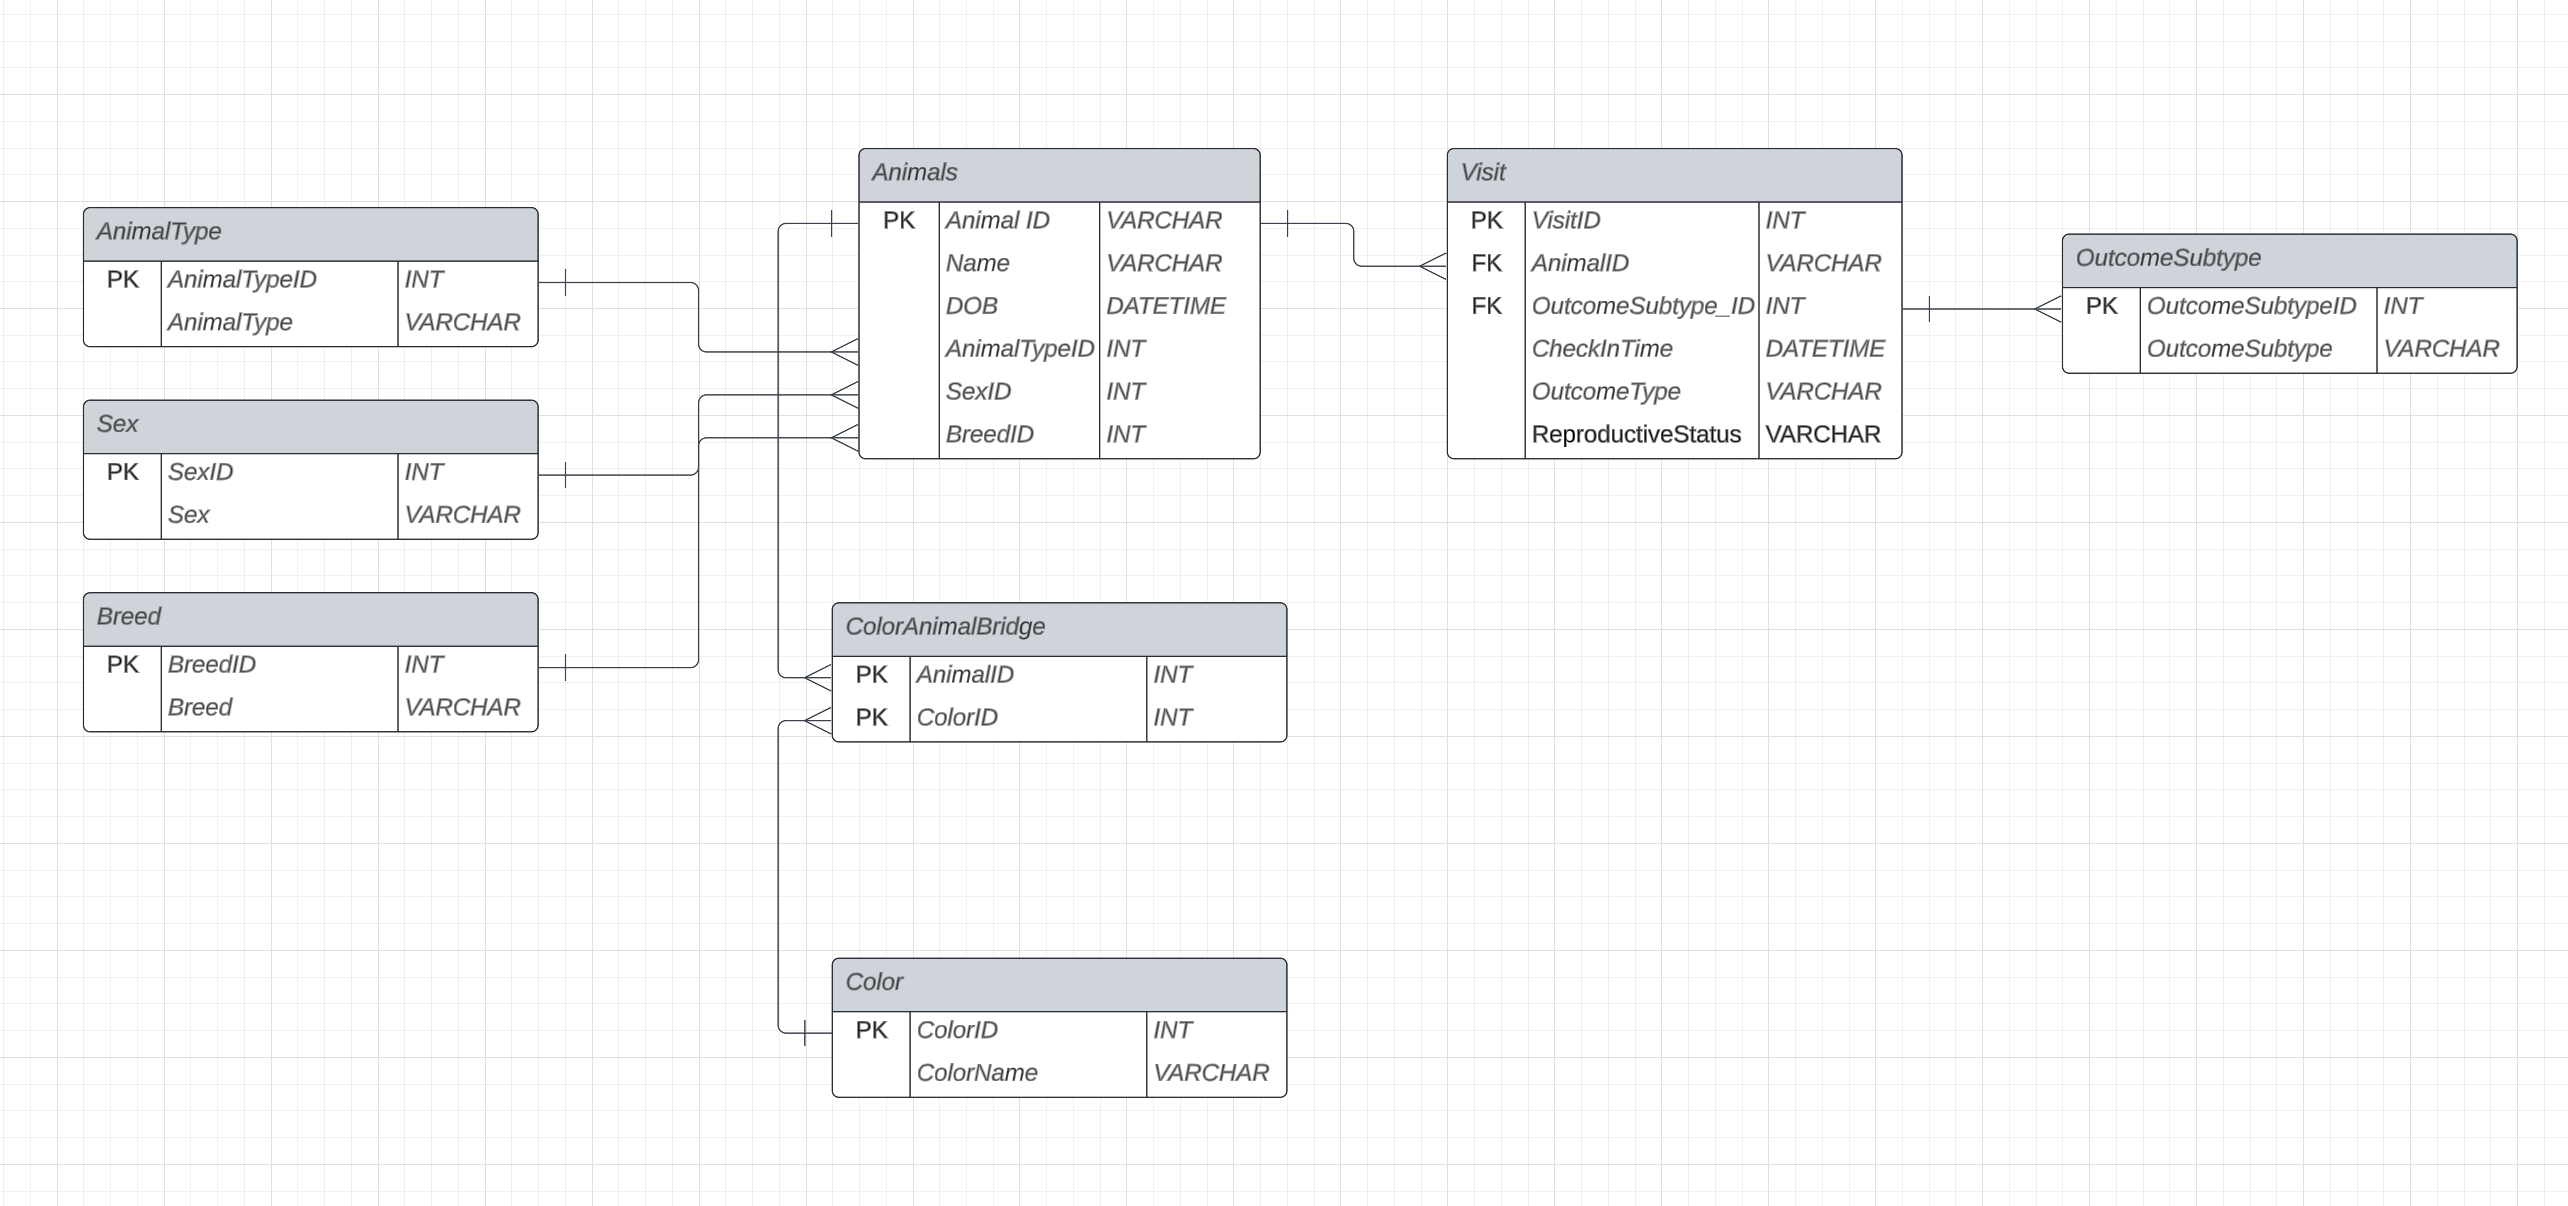 AnimalType
PK AnimalTypeID INT
AnimalType VARCHAR
Sex
PK SexID INT
Sex VARCHAR
Breed
PK BreedID INT
Breed VARCHAR
Animals
PK Animal ID VARCHAR
Name VARCHAR
DOB DATETIME
AnimalTypeID INT
SexID INT
BreedID INT
ColorAnimalBridge
PK AnimalID INT
PK ColorID INT
Color
PK ColorID INT
ColorName VARCHAR
Visit
PK VisitID INT
FK AnimalID VARCHAR
FK OutcomeSubtype_ID INT
CheckInTime DATETIME
OutcomeType VARCHAR
ReproductiveStatus VARCHAR
OutcomeSubtype
PK OutcomeSubtypeID INT
OutcomeSubtype VARCHAR